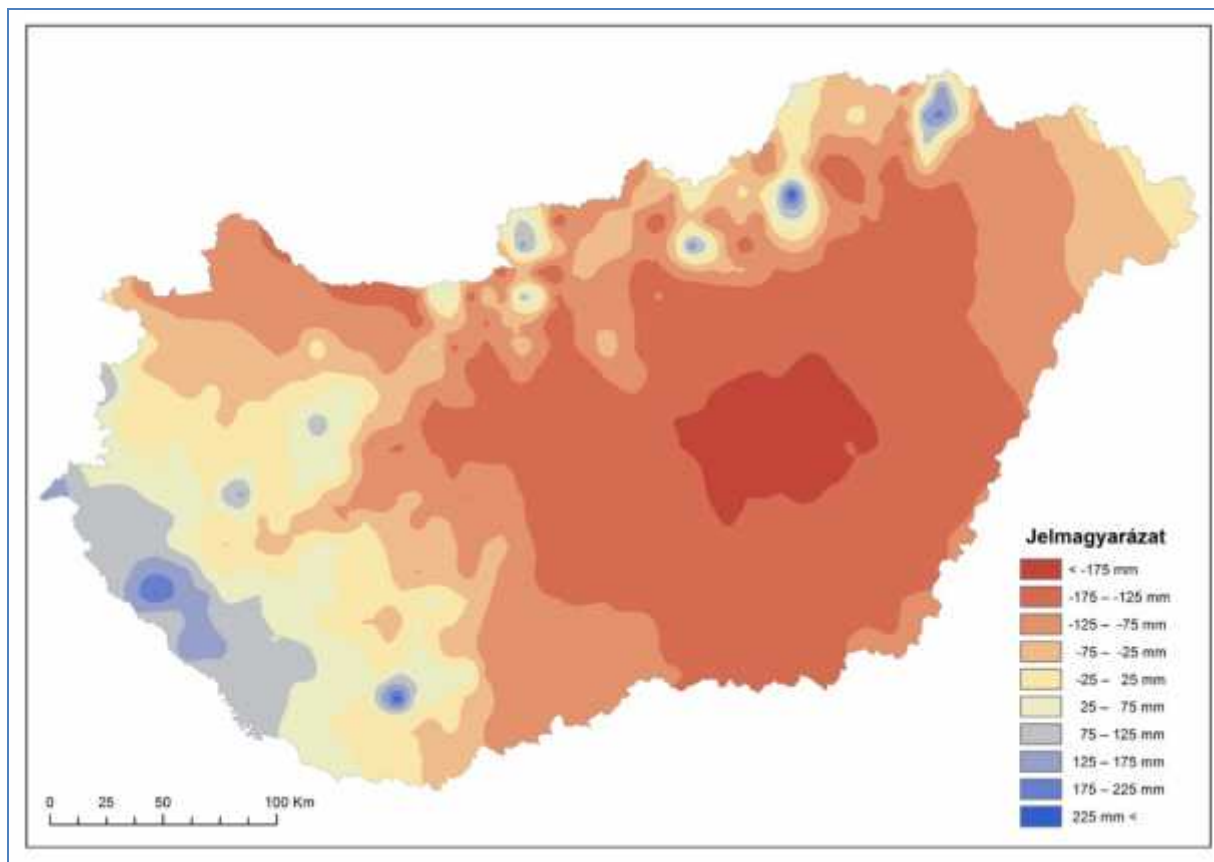 Jelmagyarázat
< -175 mm
-175 – -125 mm
-125 – -75 mm
-75 – -25 mm
-25 – 25 mm
25 – 75 mm
75 – 125 mm
125 – 175 mm
175 – 225 mm
225 mm <
0 25 50 100 Km